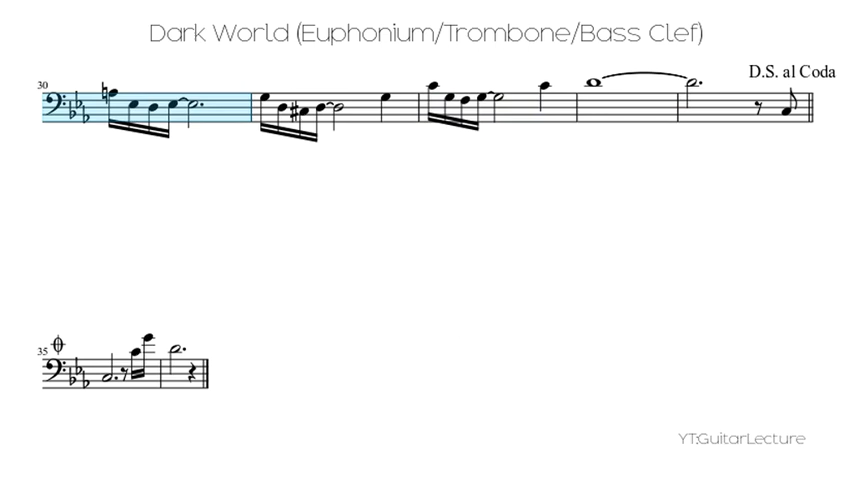 Dark World (Euphonium/Trombone/Bass Clef)
D.S. al Coda
30
35
YT:GuitarLecture